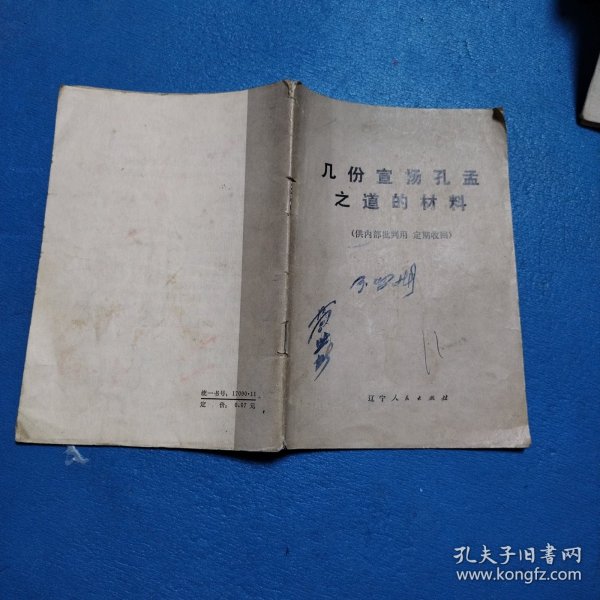 几份宣扬孔孟
之道的材料
(供内部批判用 定期收回)
辽宁人民出版社
统一书号：17090·11
定 价： 0.07 元
孔夫子旧书网
www.kongfz.com